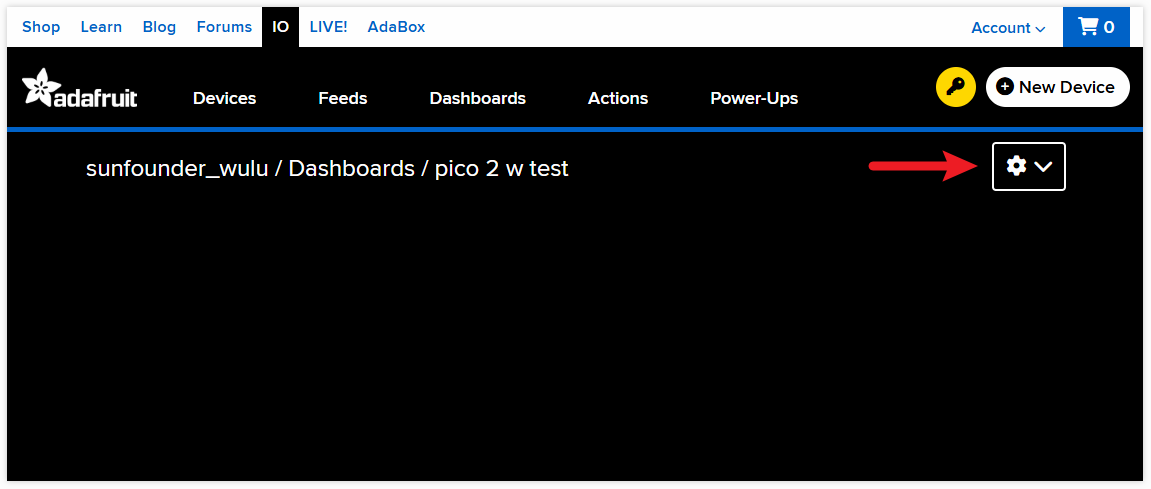 Shop Learn Blog Forums IO LIVE! AdaBox Account 0
adafruit Devices Feeds Dashboards Actions Power-Ups New Device
sunfounder_wulu / Dashboards / pico 2 w test